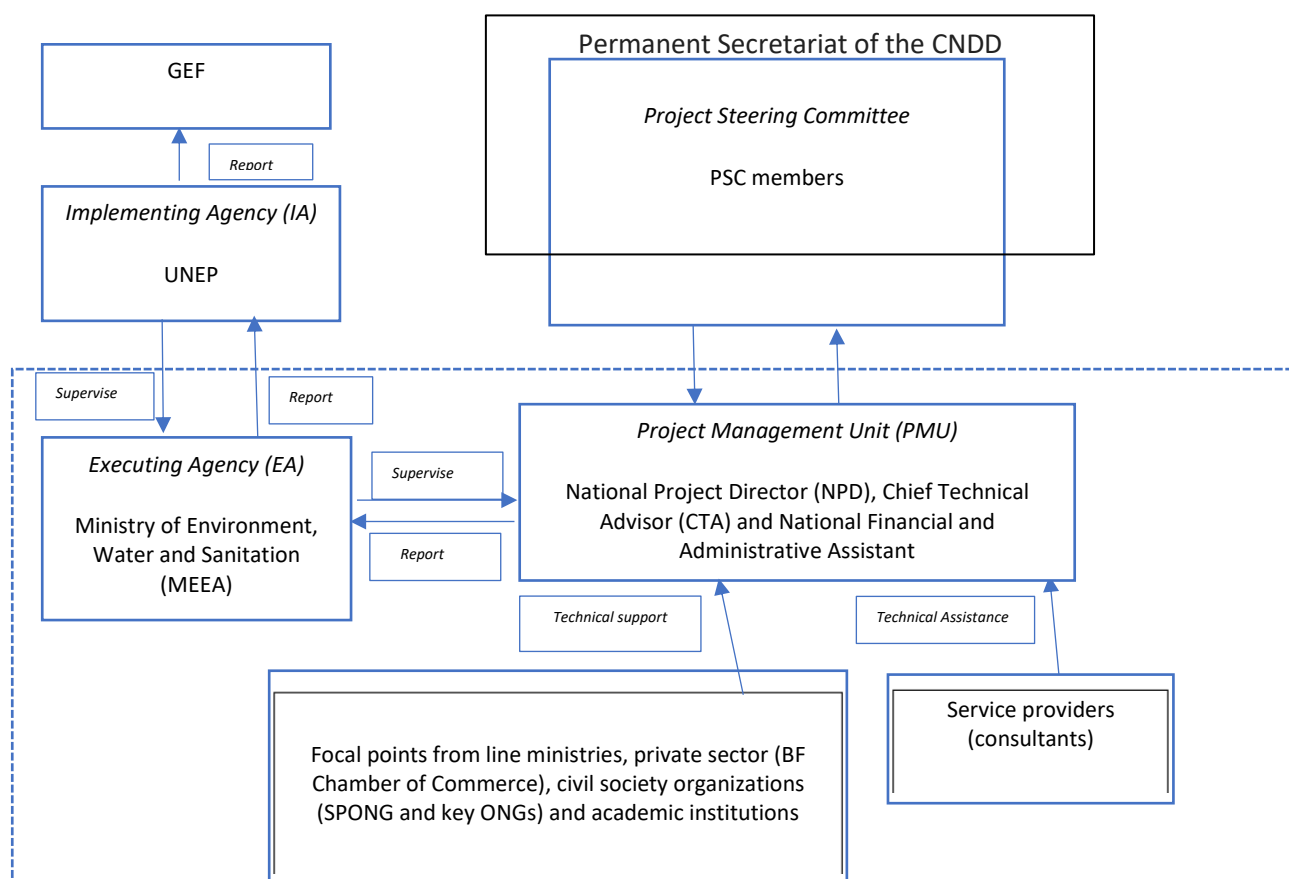 Permanent Secretariat of the CNDD
GEF
Project Steering Committee
PSC members
Report
Implementing Agency (IA)
UNEP
Supervise
Report
Executing Agency (EA)
Ministry of Environment,
Water and Sanitation
(MEEA)
Supervise
Report
Project Management Unit (PMU)
National Project Director (NPD), Chief Technical
Advisor (CTA) and National Financial and
Administrative Assistant
Technical support
Technical Assistance
Focal points from line ministries, private sector (BF
Chamber of Commerce), civil society organizations
(SPONG and key ONGs) and academic institutions
Service providers
(consultants)